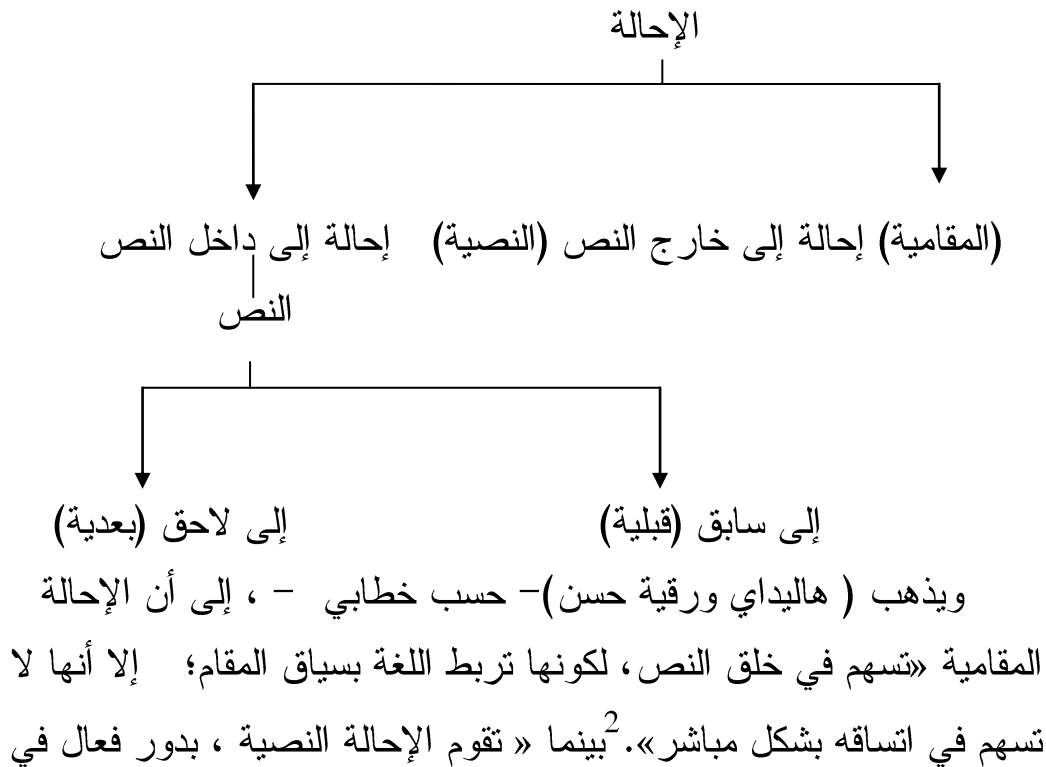 الإحالة
(المقامية) إحالة إلى خارج النص (النصية) إحالة إلى داخل النص
النص
إلى سابق (قبلية) إلى لاحق (بعدية)
ويذهب ( هاليداي ورقية حسن)– حسب خطابي – ، إلى أن الإحالة
المقامية «تسهم في خلق النص، لكونها تربط اللغة بسياق المقام؛ إلا أنها لا
تسهم في اتساقه بشكل مباشر».2بينما « تقوم الإحالة النصية ، بدور فعال في